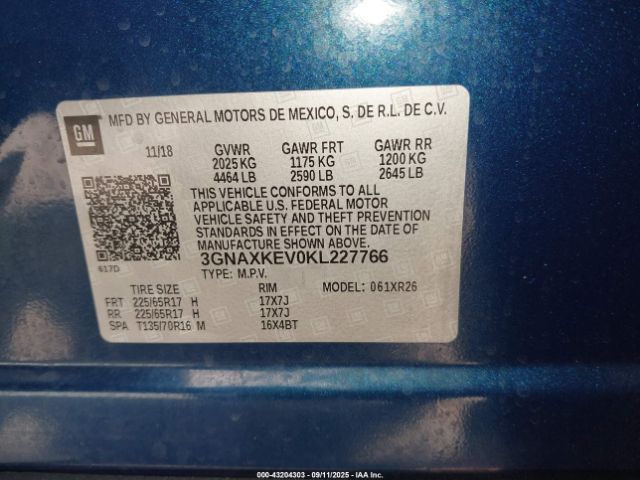 GM
MFD BY GENERAL MOTORS DE MEXICO, S. DE R.L. DE C.V.
11/18 GVWR GAWR FRT GAWR RR
2025 KG 1175 KG 1200 KG
4464 LB 2590 LB 2645 LB
THIS VEHICLE CONFORMS TO ALL
APPLICABLE U.S. FEDERAL MOTOR
VEHICLE SAFETY AND THEFT PREVENTION
STANDARDS IN EFFECT ON THE DATE OF
MANUFACTURE SHOWN ABOVE.
617D 3GNAXKEV0KL227766
TYPE: M.P.V.
TIRE SIZE RIM MODEL: 061XR26
FRT 225/65R17 H 17X7J
RR 225/65R17 H 17X7J
SPA T135/70R16 M 16X4BT
© - 43204303 - 09/11/2025 - IAA Inc.